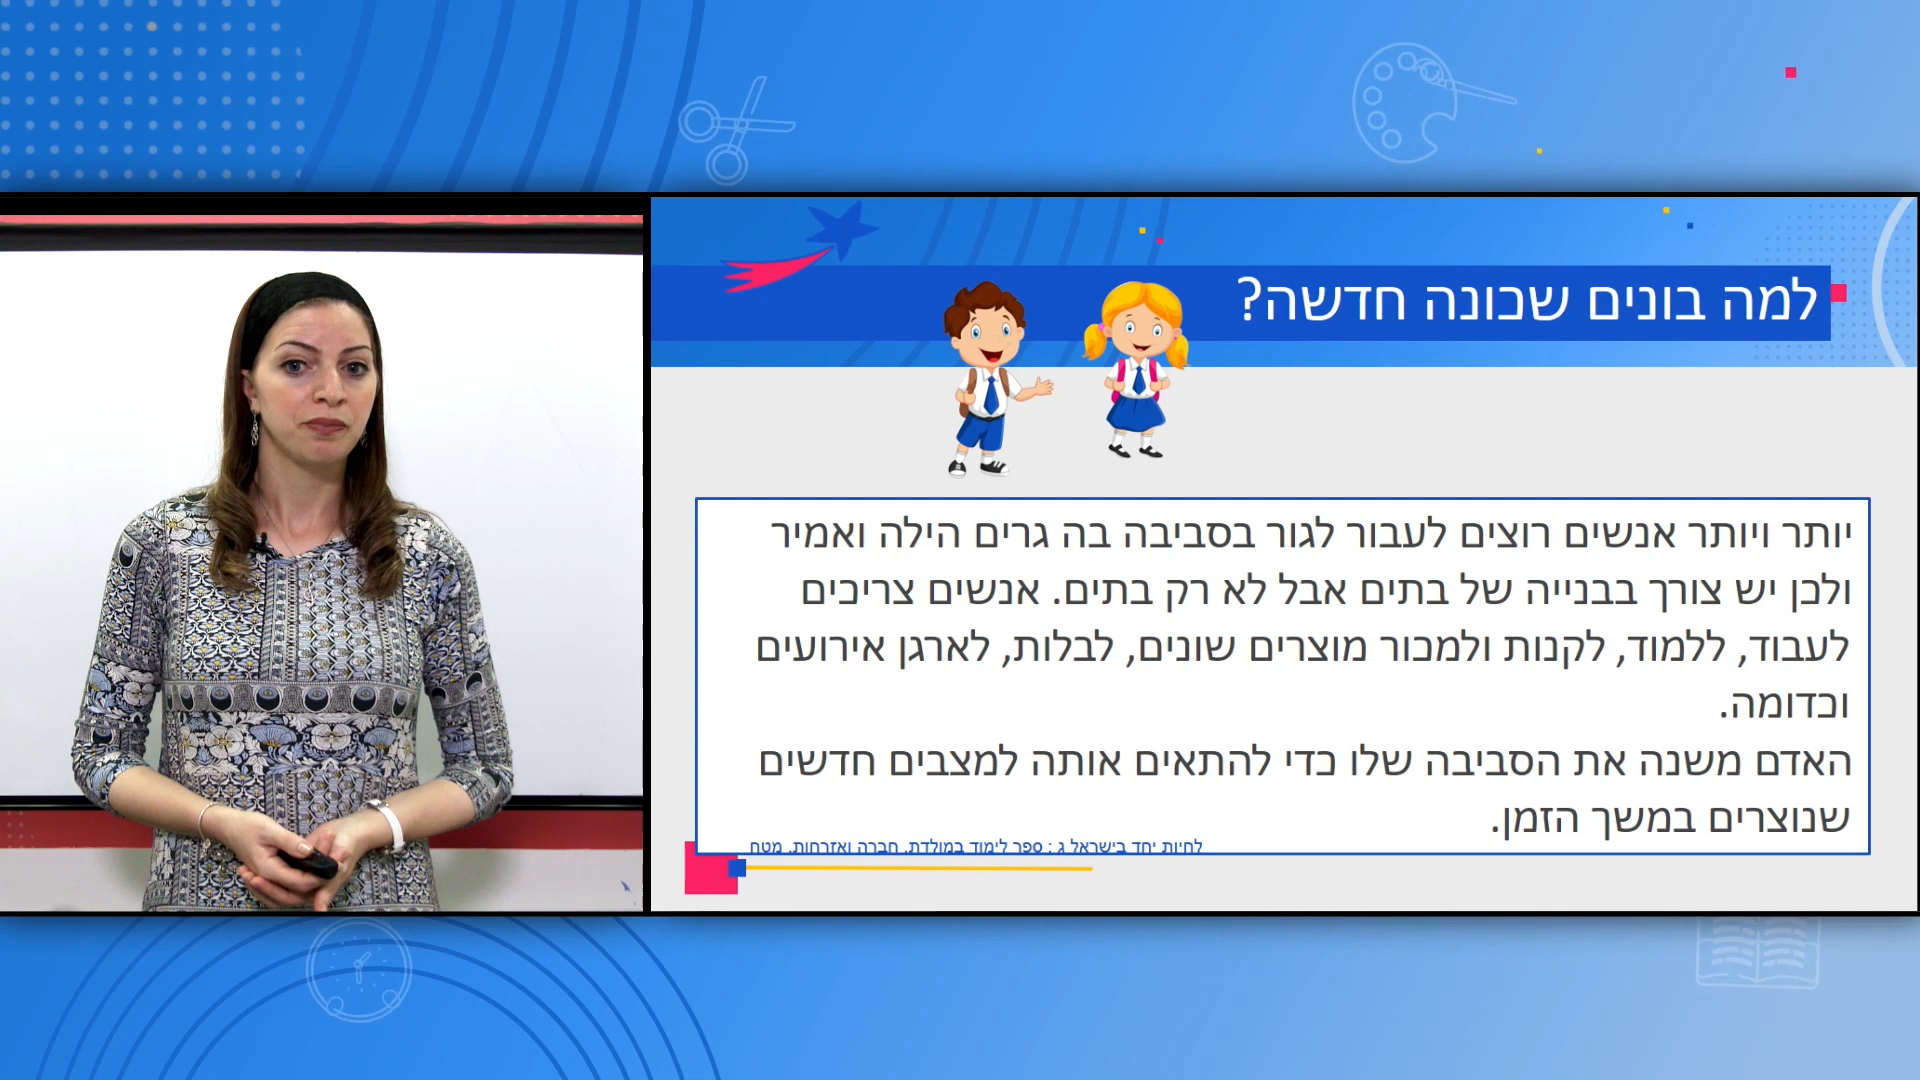 למה בונים שכונה חדשה?
יותר ויותר אנשים רוצים לעבור לגור בסביבה בה גרים הילה ואמיר
ולכן יש צורך בבנייה של בתים אבל לא רק בתים. אנשים צריכים
לעבוד, ללמוד, לקנות ולמכור מוצרים שונים, לבלות, לארגן אירועים
וכדומה.
האדם משנה את הסביבה שלו כדי להתאים אותה למצבים חדשים
שנוצרים במשך הזמן.
לחיות יחד בישראל ג : ספר לימוד במולדת, חברה ואזרחות, מטח